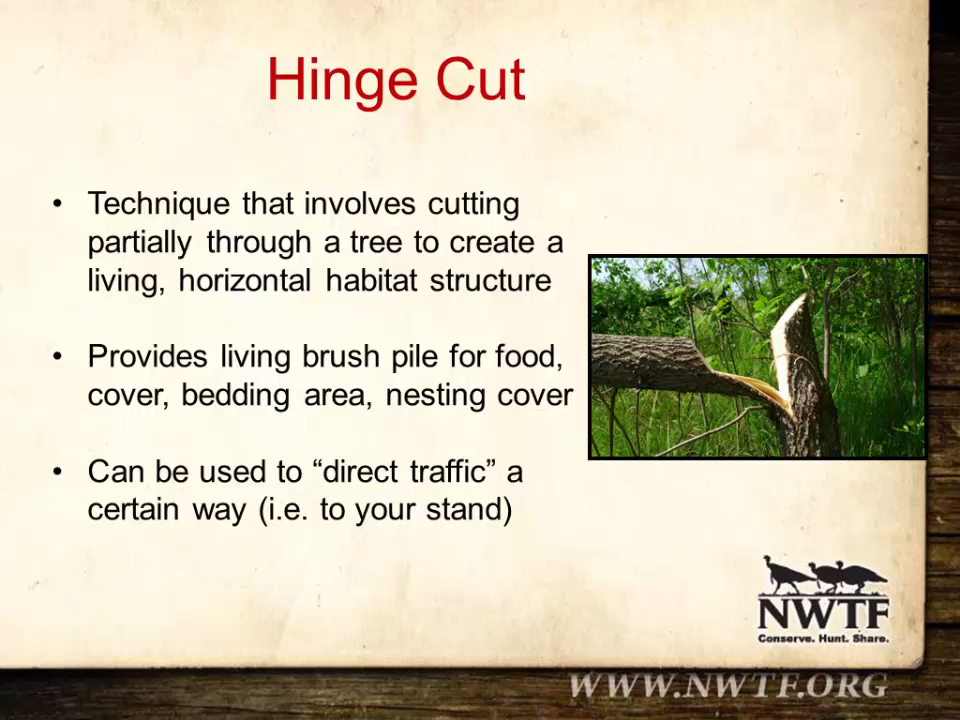 Hinge Cut
• Technique that involves cutting
partially through a tree to create a
living, horizontal habitat structure
• Provides living brush pile for food,
cover, bedding area, nesting cover
• Can be used to “direct traffic” a
certain way (i.e. to your stand)
NWTF
Conserve. Hunt. Share.
WWW.NWTF.ORG